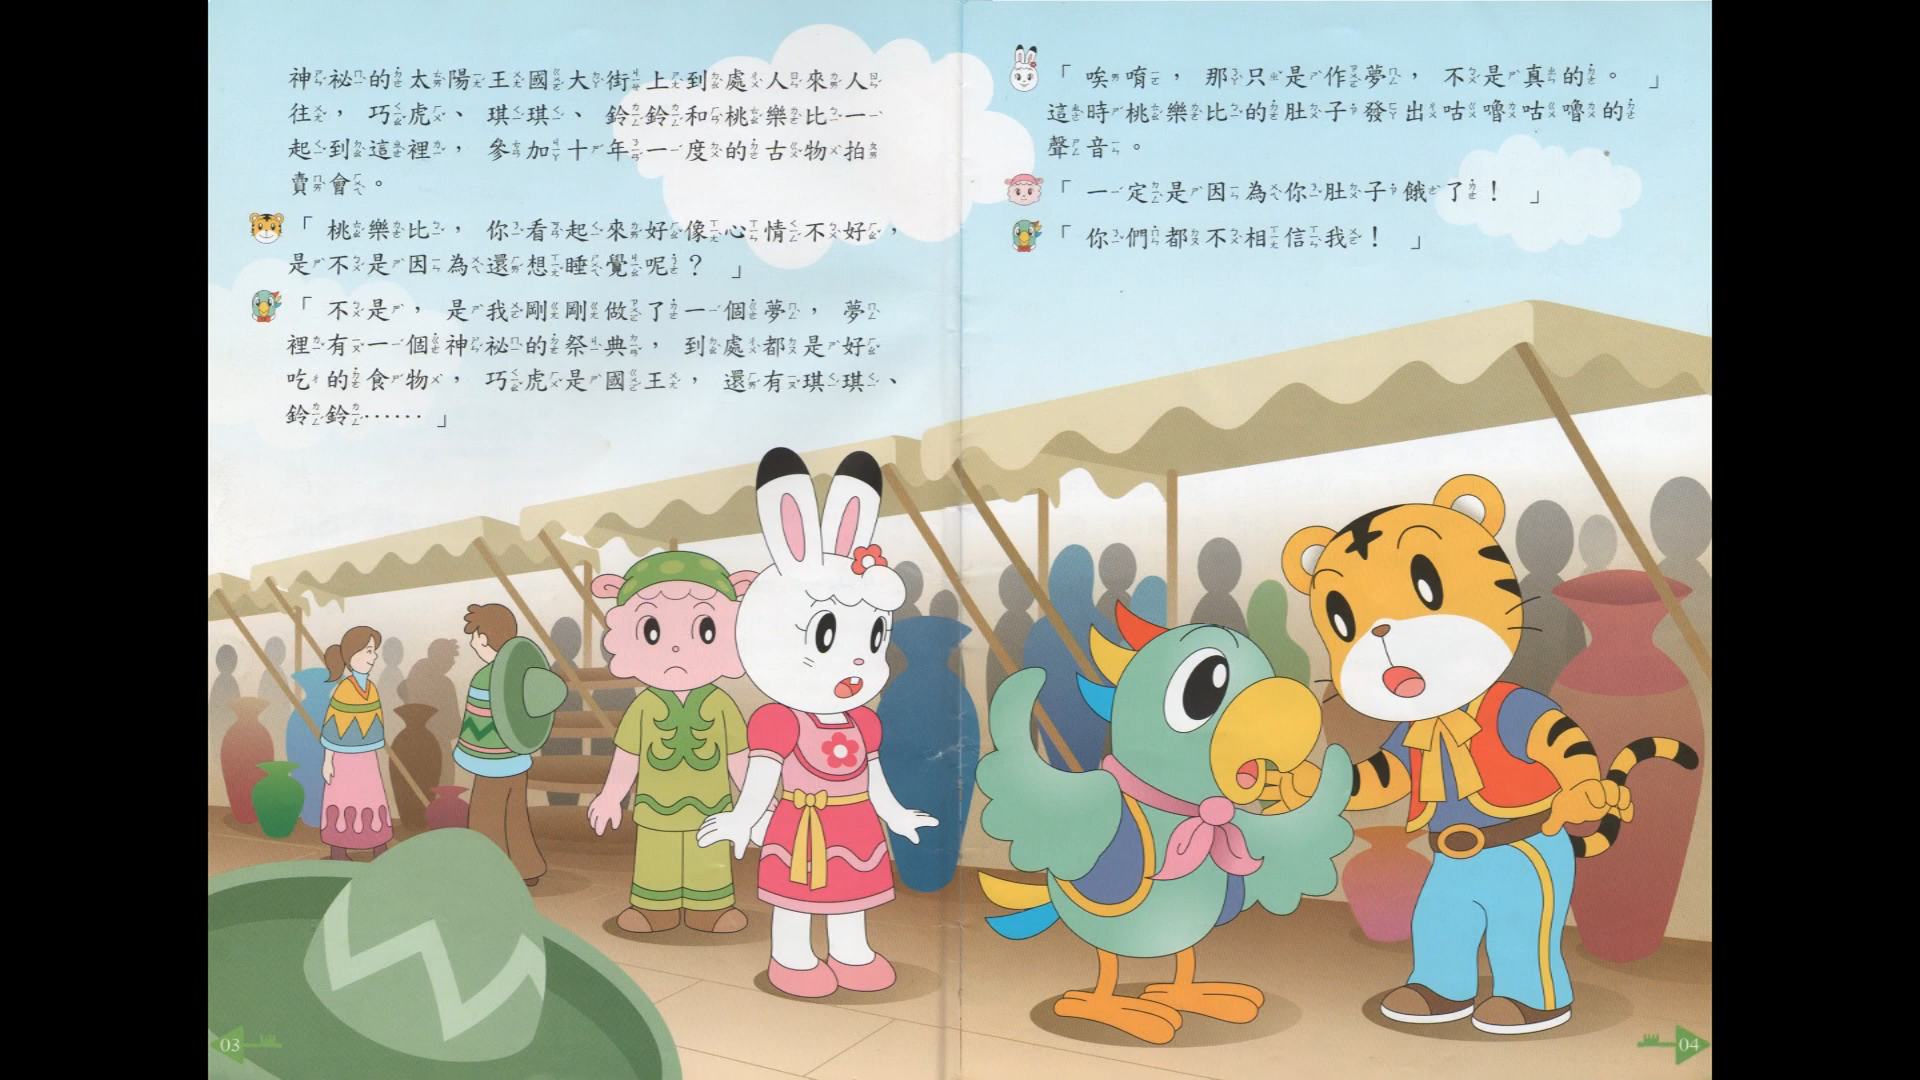 神祕的太陽王國大街上到處人來人
往，巧虎、琪琪、鈴鈴和桃樂比一
起到這裡，參加十年一度的古物拍
賣會。
「桃樂比，你看起來好像心情不好，
是不是因為還想睡覺呢？」
「不是，是我剛剛做了一個夢，夢
裡有一個神祕的祭典，到處都是好
吃的食物，巧虎是國王，還有琪琪、
鈴鈴……」
03
「唉唷，那只是作夢，不是真的。」
這時桃樂比的肚子發出咕嚕咕嚕的
聲音。
「一定是因為你肚子餓了！」
「你們都不相信我！」
04